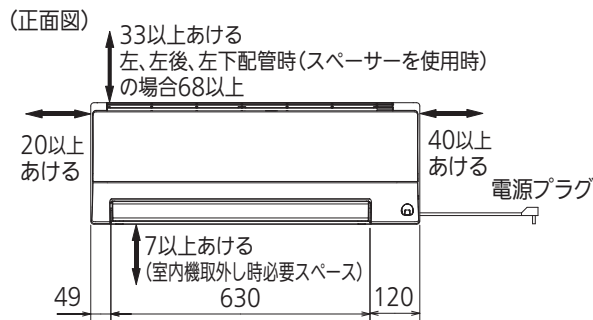 (正面図)
33以上あける
左、左後、左下配管時(スペーサーを使用時)
の場合68以上
20以上
あける
40以上
あける
電源プラグ
7以上あける
(室内機取外し時必要スペース)
49
630
120